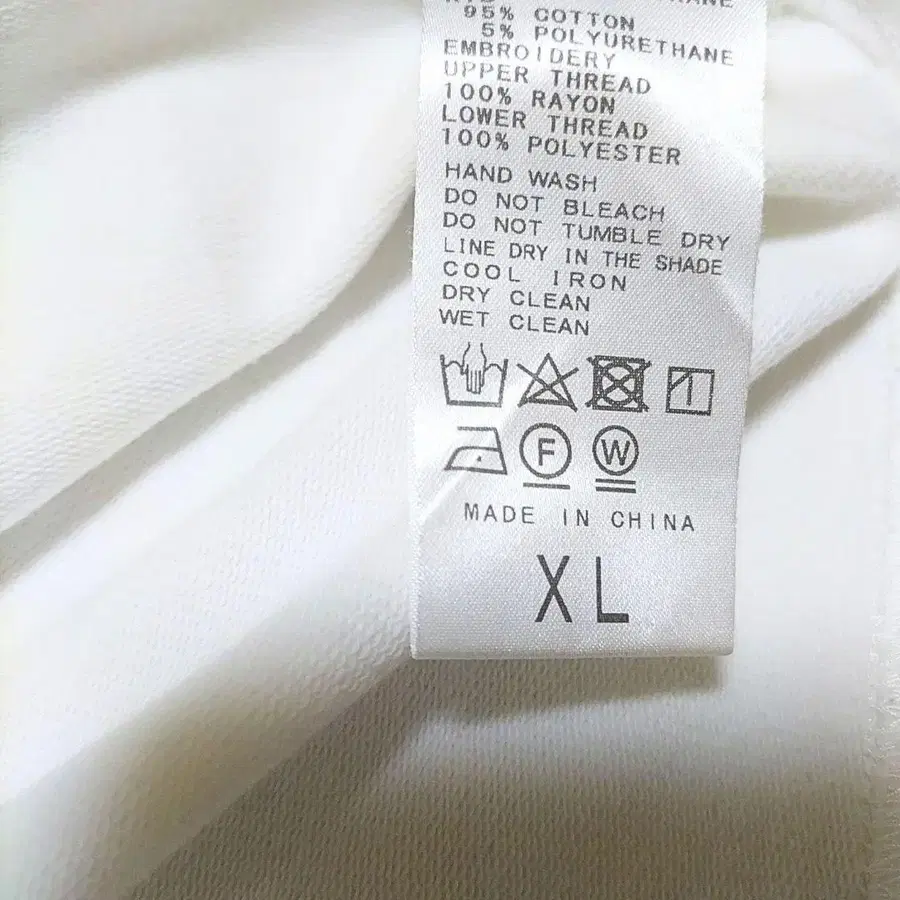 95% COTTON
5% POLYURETHANE
EMBROIDERY
UPPER THREAD
100% RAYON
LOWER THREAD
100% POLYESTER
HAND WASH
DO NOT BLEACH
DO NOT TUMBLE DRY
LINE DRY IN THE SHADE
COOL IRON
DRY CLEAN
WET CLEAN
F W
MADE IN CHINA
XL